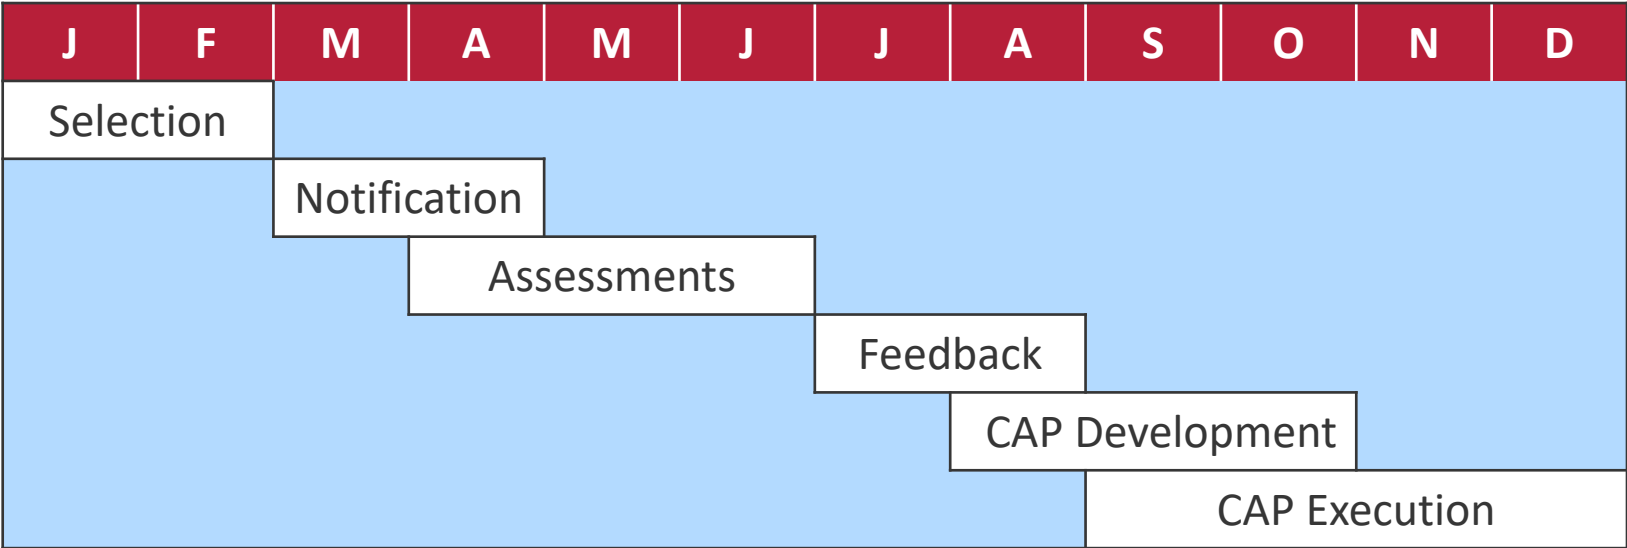 J F M A M J J A S O N D
Selection
Notification
Assessments
Feedback
CAP Development
CAP Execution